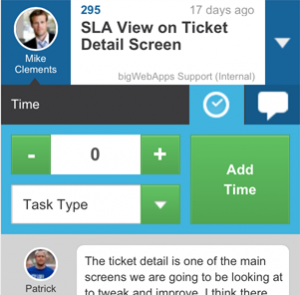 295
17 days ago
SLA View on Ticket
Detail Screen
Mike
Clements
bigWebApps Support (Internal)
Time
- 0 +
Add
Time
Task Type
Patrick
The ticket detail is one of the main
screens we are going to be looking at
to tweak and improve. I think there